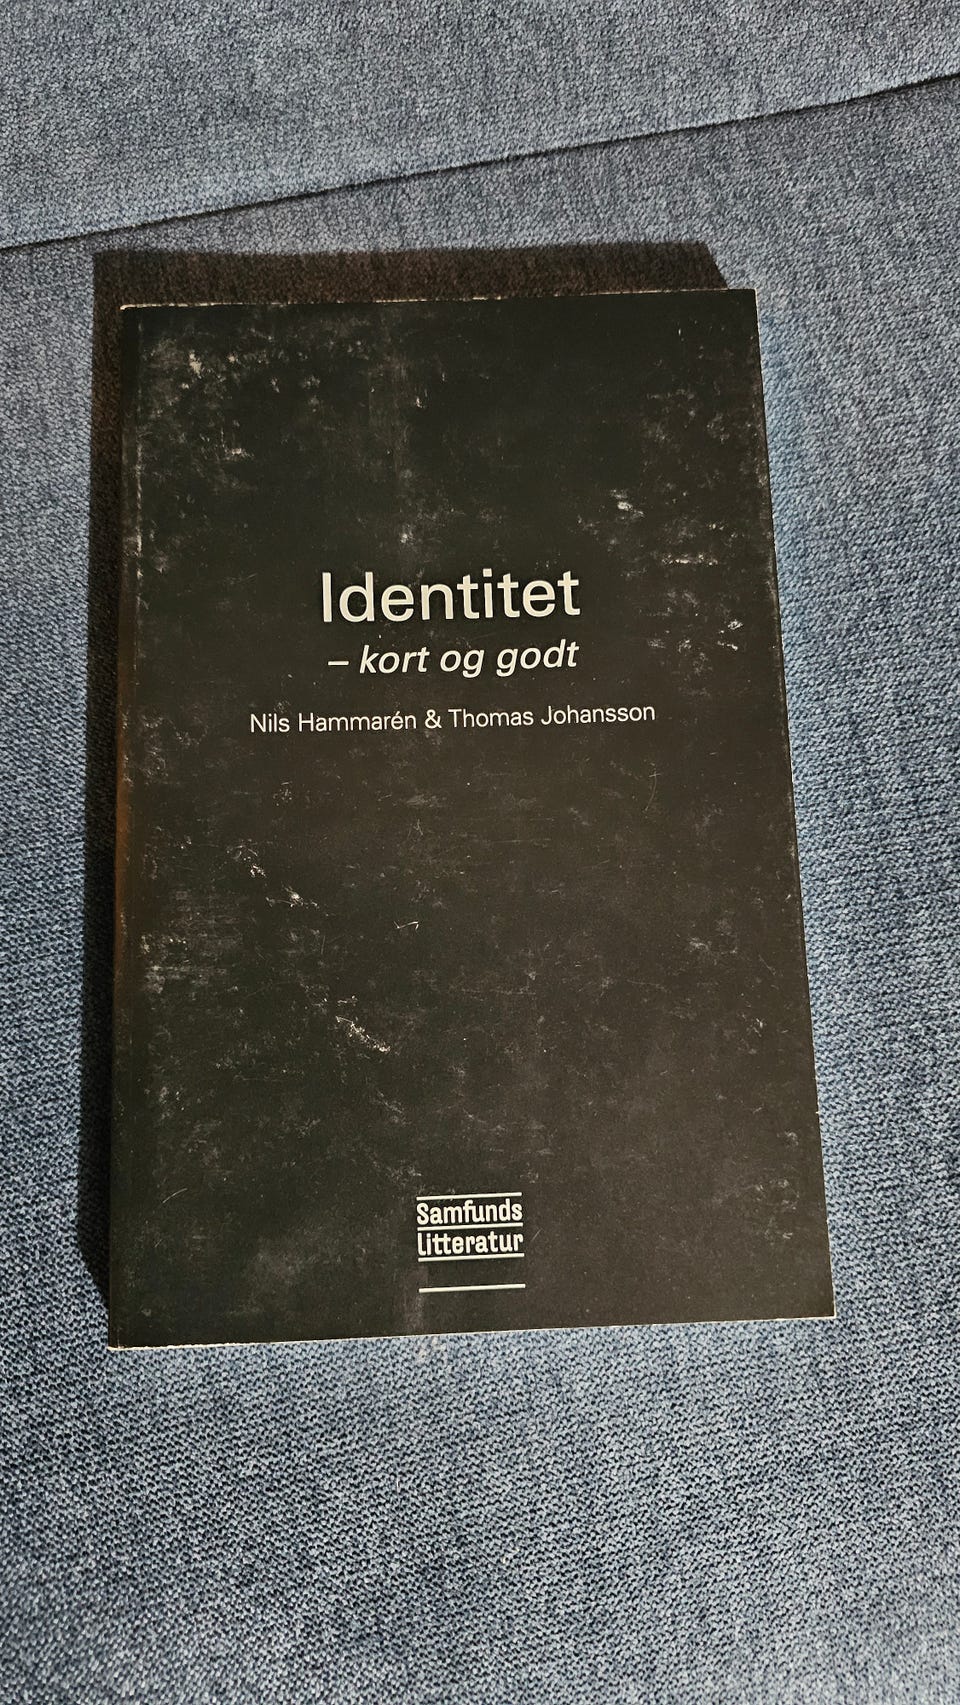 Identitet
– kort og godt
Nils Hammarén & Thomas Johansson
Samfunds
litteratur